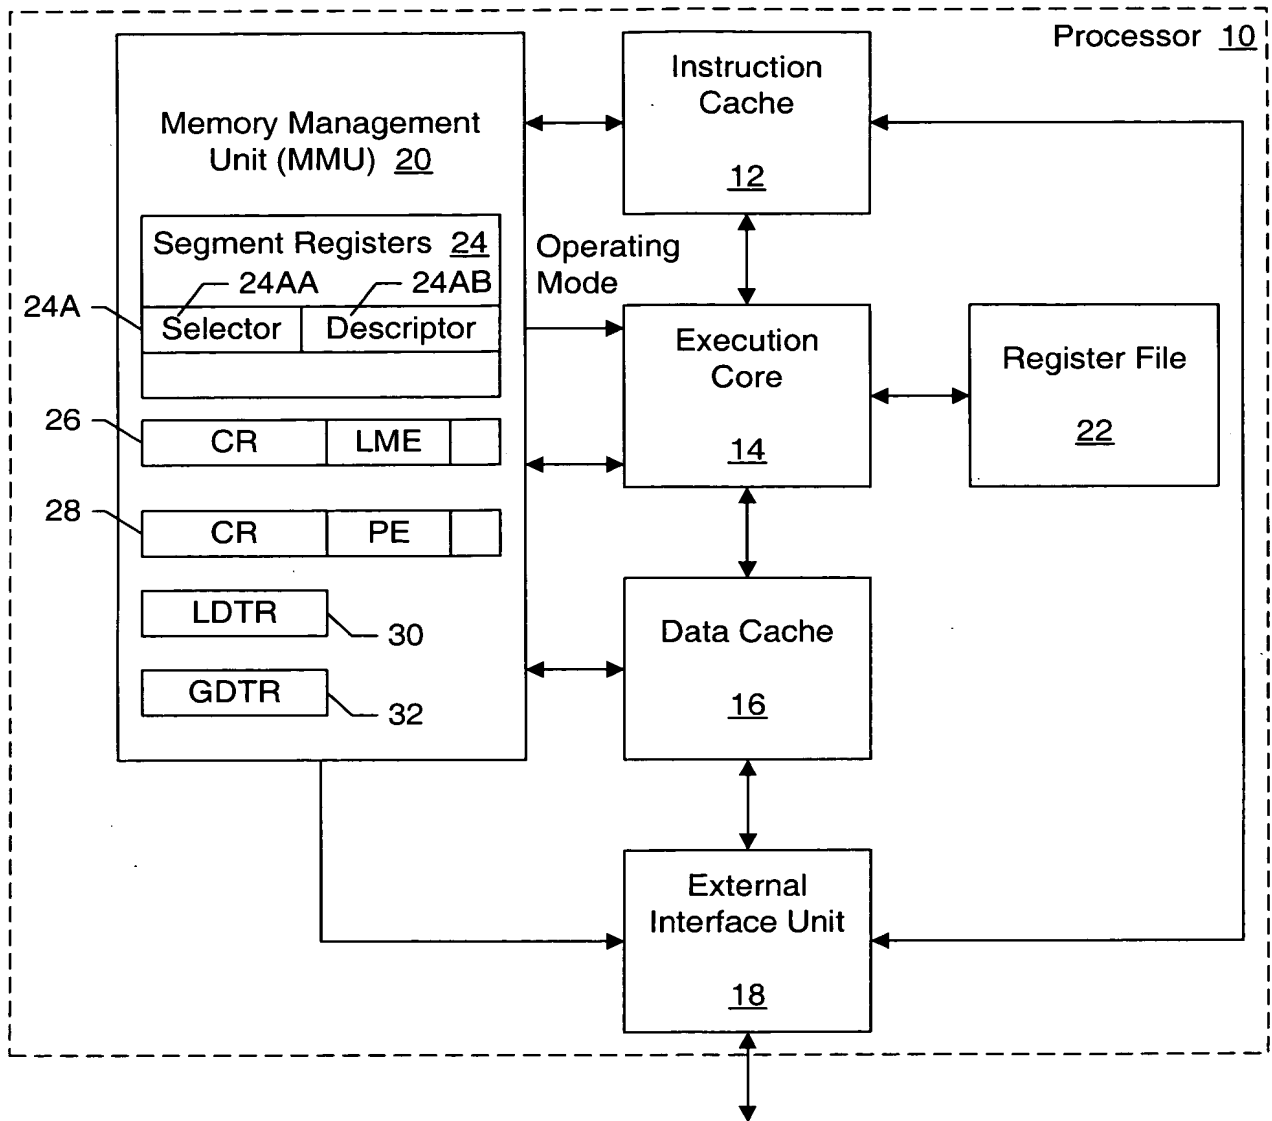 Processor 10
Instruction
Cache
12
Memory Management
Unit (MMU) 20
Segment Registers 24
24AA
24AB
24A
Selector
Descriptor
Operating
Mode
Execution
Core
14
Register File
22
26
CR
LME
28
CR
PE
LDTR
30
GDTR
32
Data Cache
16
External
Interface Unit
18